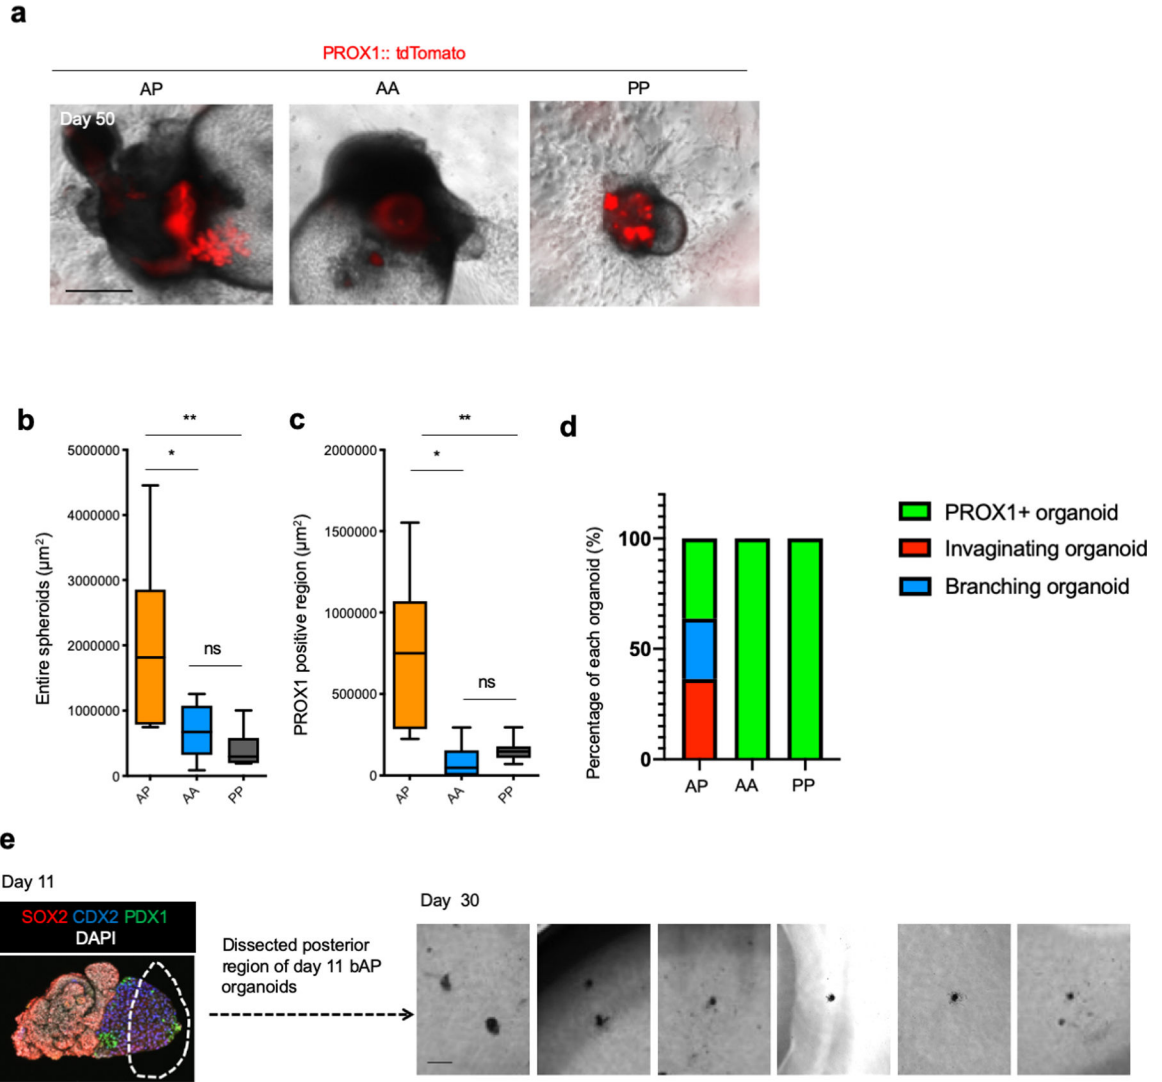 a
PROX1:: tdTomato
AP
AA
PP
Day 50
b
**
*
ns
Entire spheroids (µm²)
5000000
4000000
3000000
2000000
1000000
0
AP
AA
PP
c
**
*
ns
PROX1 positive region (µm²)
2000000
1500000
1000000
500000
0
AP
AA
PP
d
Percentage of each organoid (%)
100
50
0
AP
AA
PP
PROX1+ organoid
Invaginating organoid
Branching organoid
e
Day 11
SOX2 CDX2 PDX1
DAPI
Dissected posterior
region of day 11 bAP
organoids
Day 30